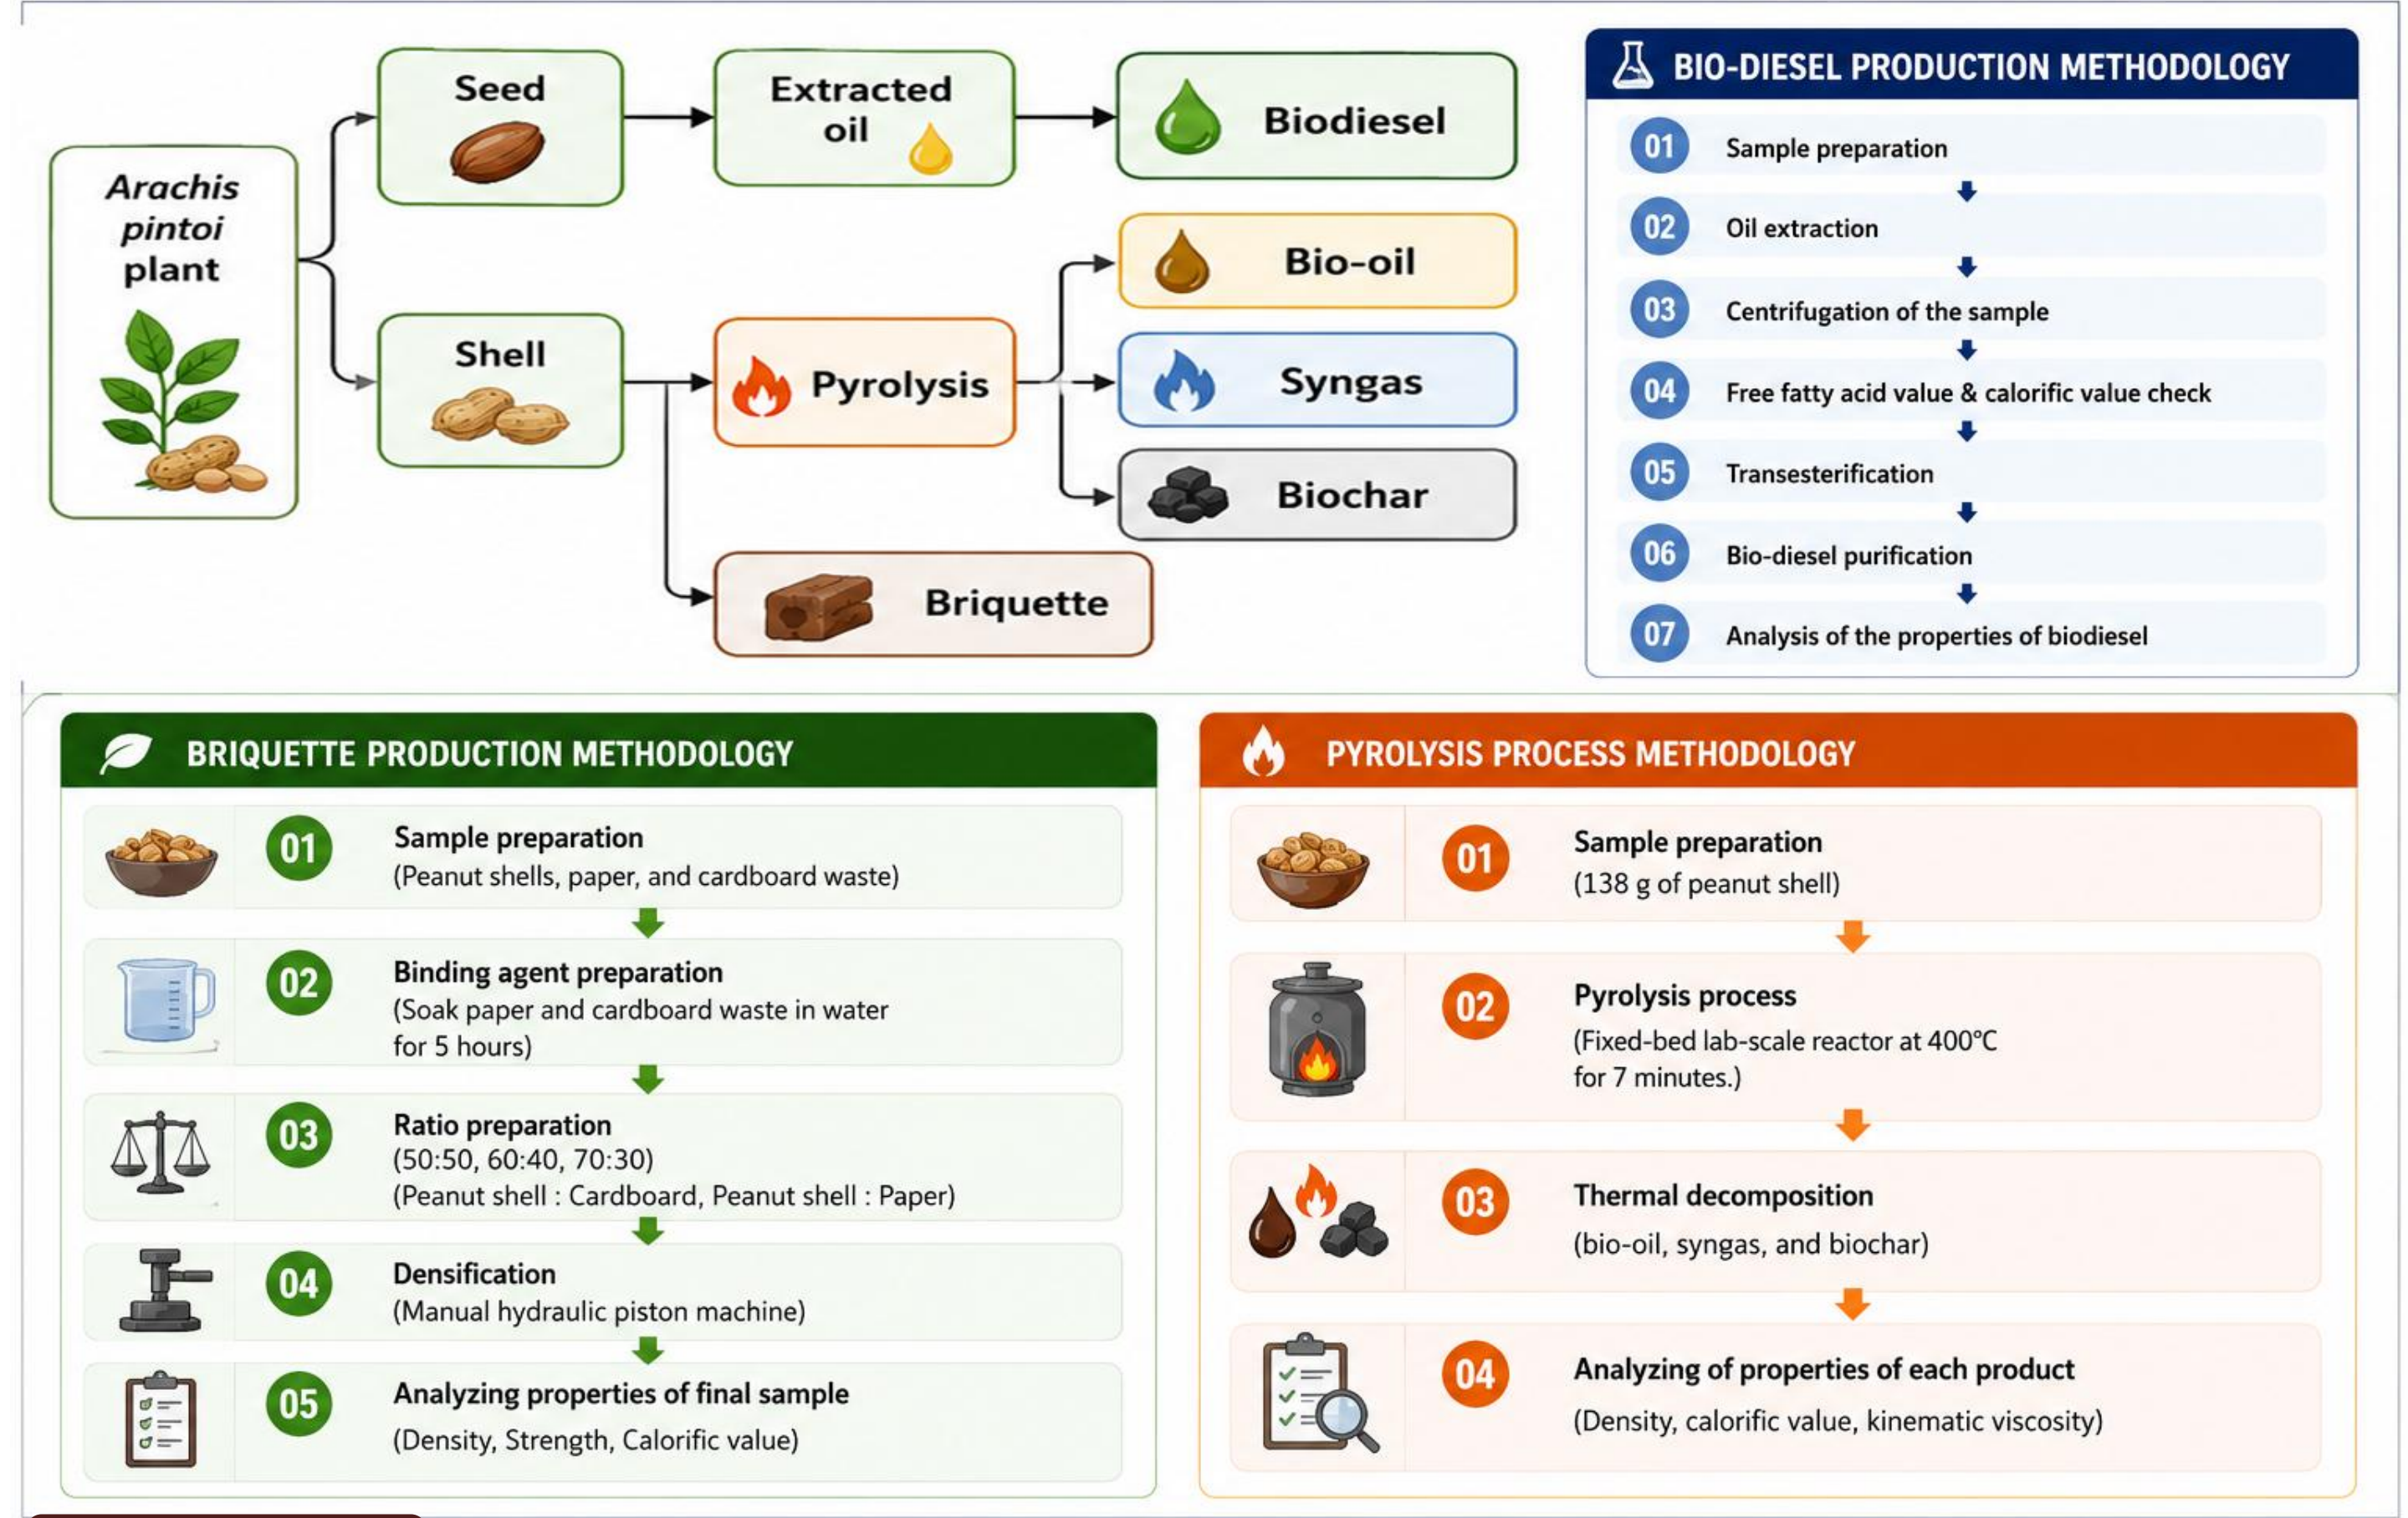 Arachis
pintoi
plant
Seed
Extracted
oil
Biodiesel
Shell
Pyrolysis
Bio-oil
Syngas
Biochar
Briquette
BIO-DIESEL PRODUCTION METHODOLOGY
01 Sample preparation
02 Oil extraction
03 Centrifugation of the sample
04 Free fatty acid value & calorific value check
05 Transesterification
06 Bio-diesel purification
07 Analysis of the properties of biodiesel
BRIQUETTE PRODUCTION METHODOLOGY
01 Sample preparation
(Peanut shells, paper, and cardboard waste)
02 Binding agent preparation
(Soak paper and cardboard waste in water
for 5 hours)
03 Ratio preparation
(50:50, 60:40, 70:30)
(Peanut shell : Cardboard, Peanut shell : Paper)
04 Densification
(Manual hydraulic piston machine)
05 Analyzing properties of final sample
(Density, Strength, Calorific value)
PYROLYSIS PROCESS METHODOLOGY
01 Sample preparation
(138 g of peanut shell)
02 Pyrolysis process
(Fixed-bed lab-scale reactor at 400°C
for 7 minutes.)
03 Thermal decomposition
(bio-oil, syngas, and biochar)
04 Analyzing of properties of each product
(Density, calorific value, kinematic viscosity)